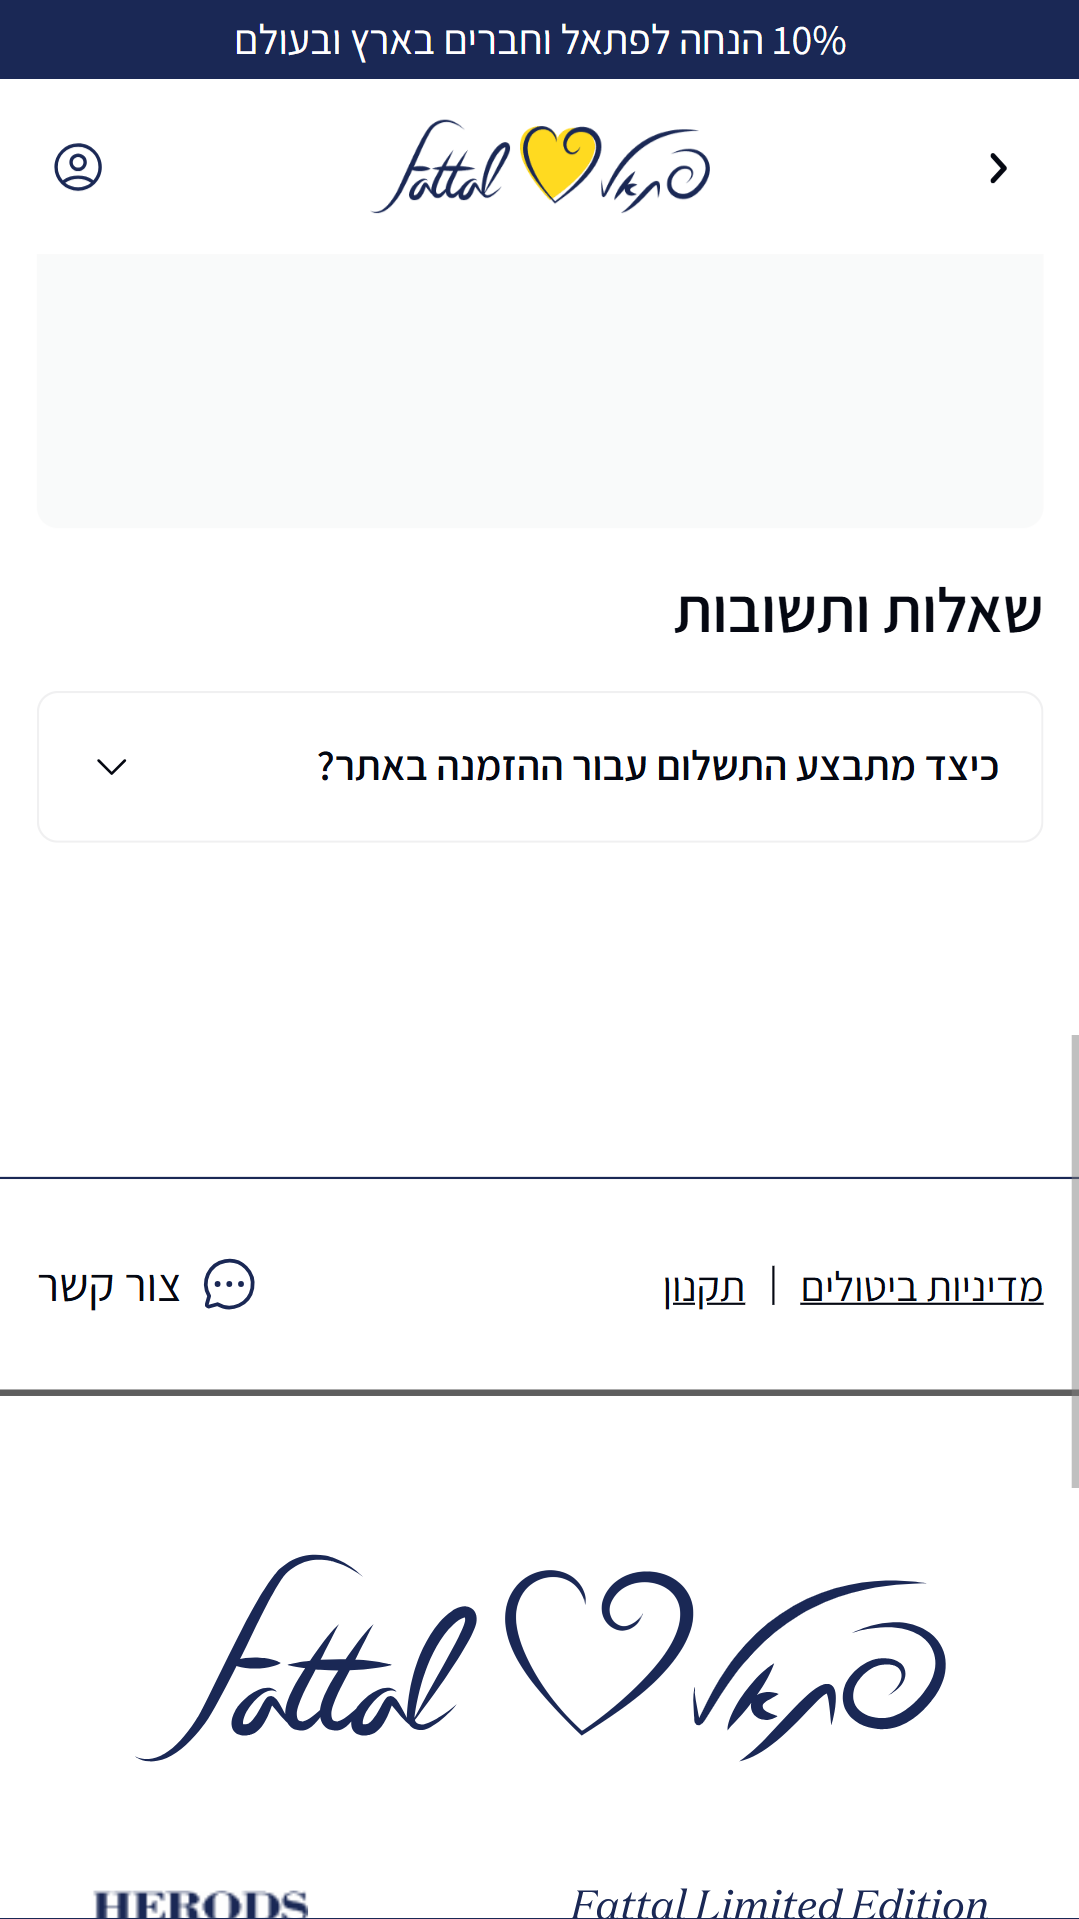 10% הנחה לפתאל וחברים בארץ ובעולם
fattal פתאל
שאלות ותשובות
כיצד מתבצע התשלום עבור ההזמנה באתר?
מדיניות ביטולים | תקנון
צור קשר
fattal פתאל
HERODS
Fattal Limited Edition